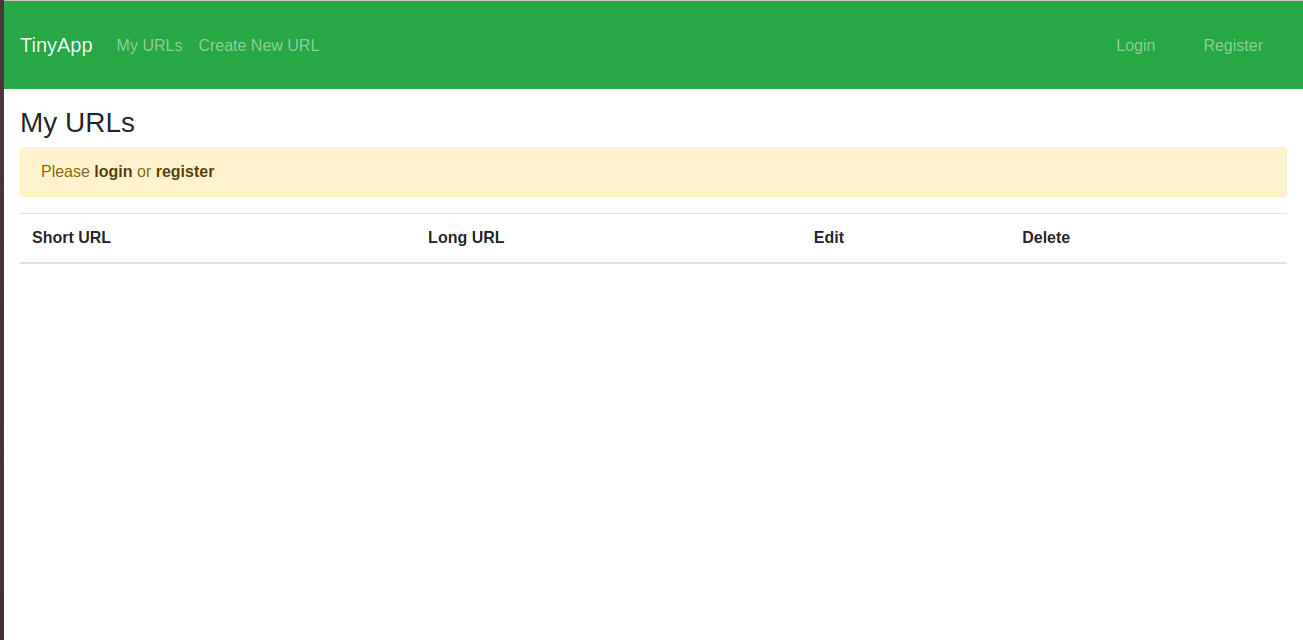 TinyApp My URLs Create New URL Login Register
My URLs
Please login or register
Short URL Long URL Edit Delete